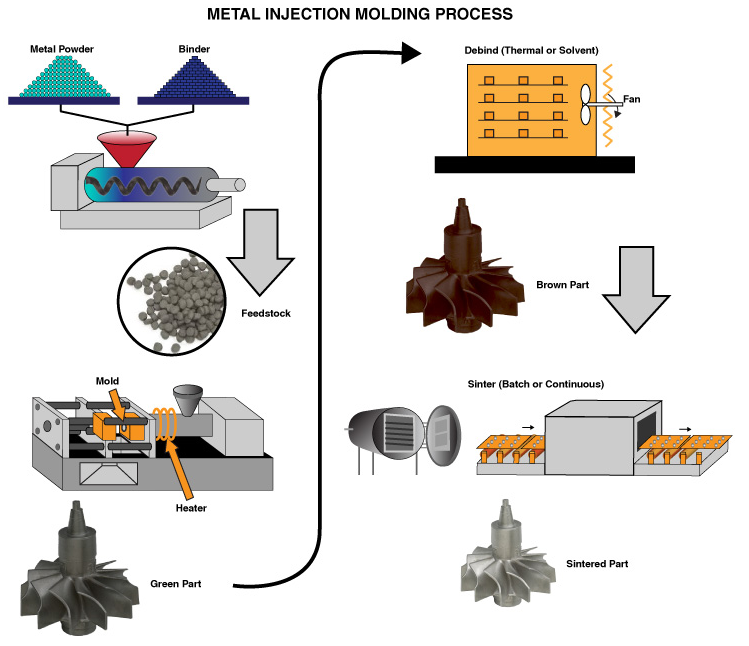 METAL INJECTION MOLDING PROCESS
Metal Powder
Binder
Feedstock
Mold
Heater
Green Part
Debind (Thermal or Solvent)
Fan
Brown Part
Sinter (Batch or Continuous)
Sintered Part